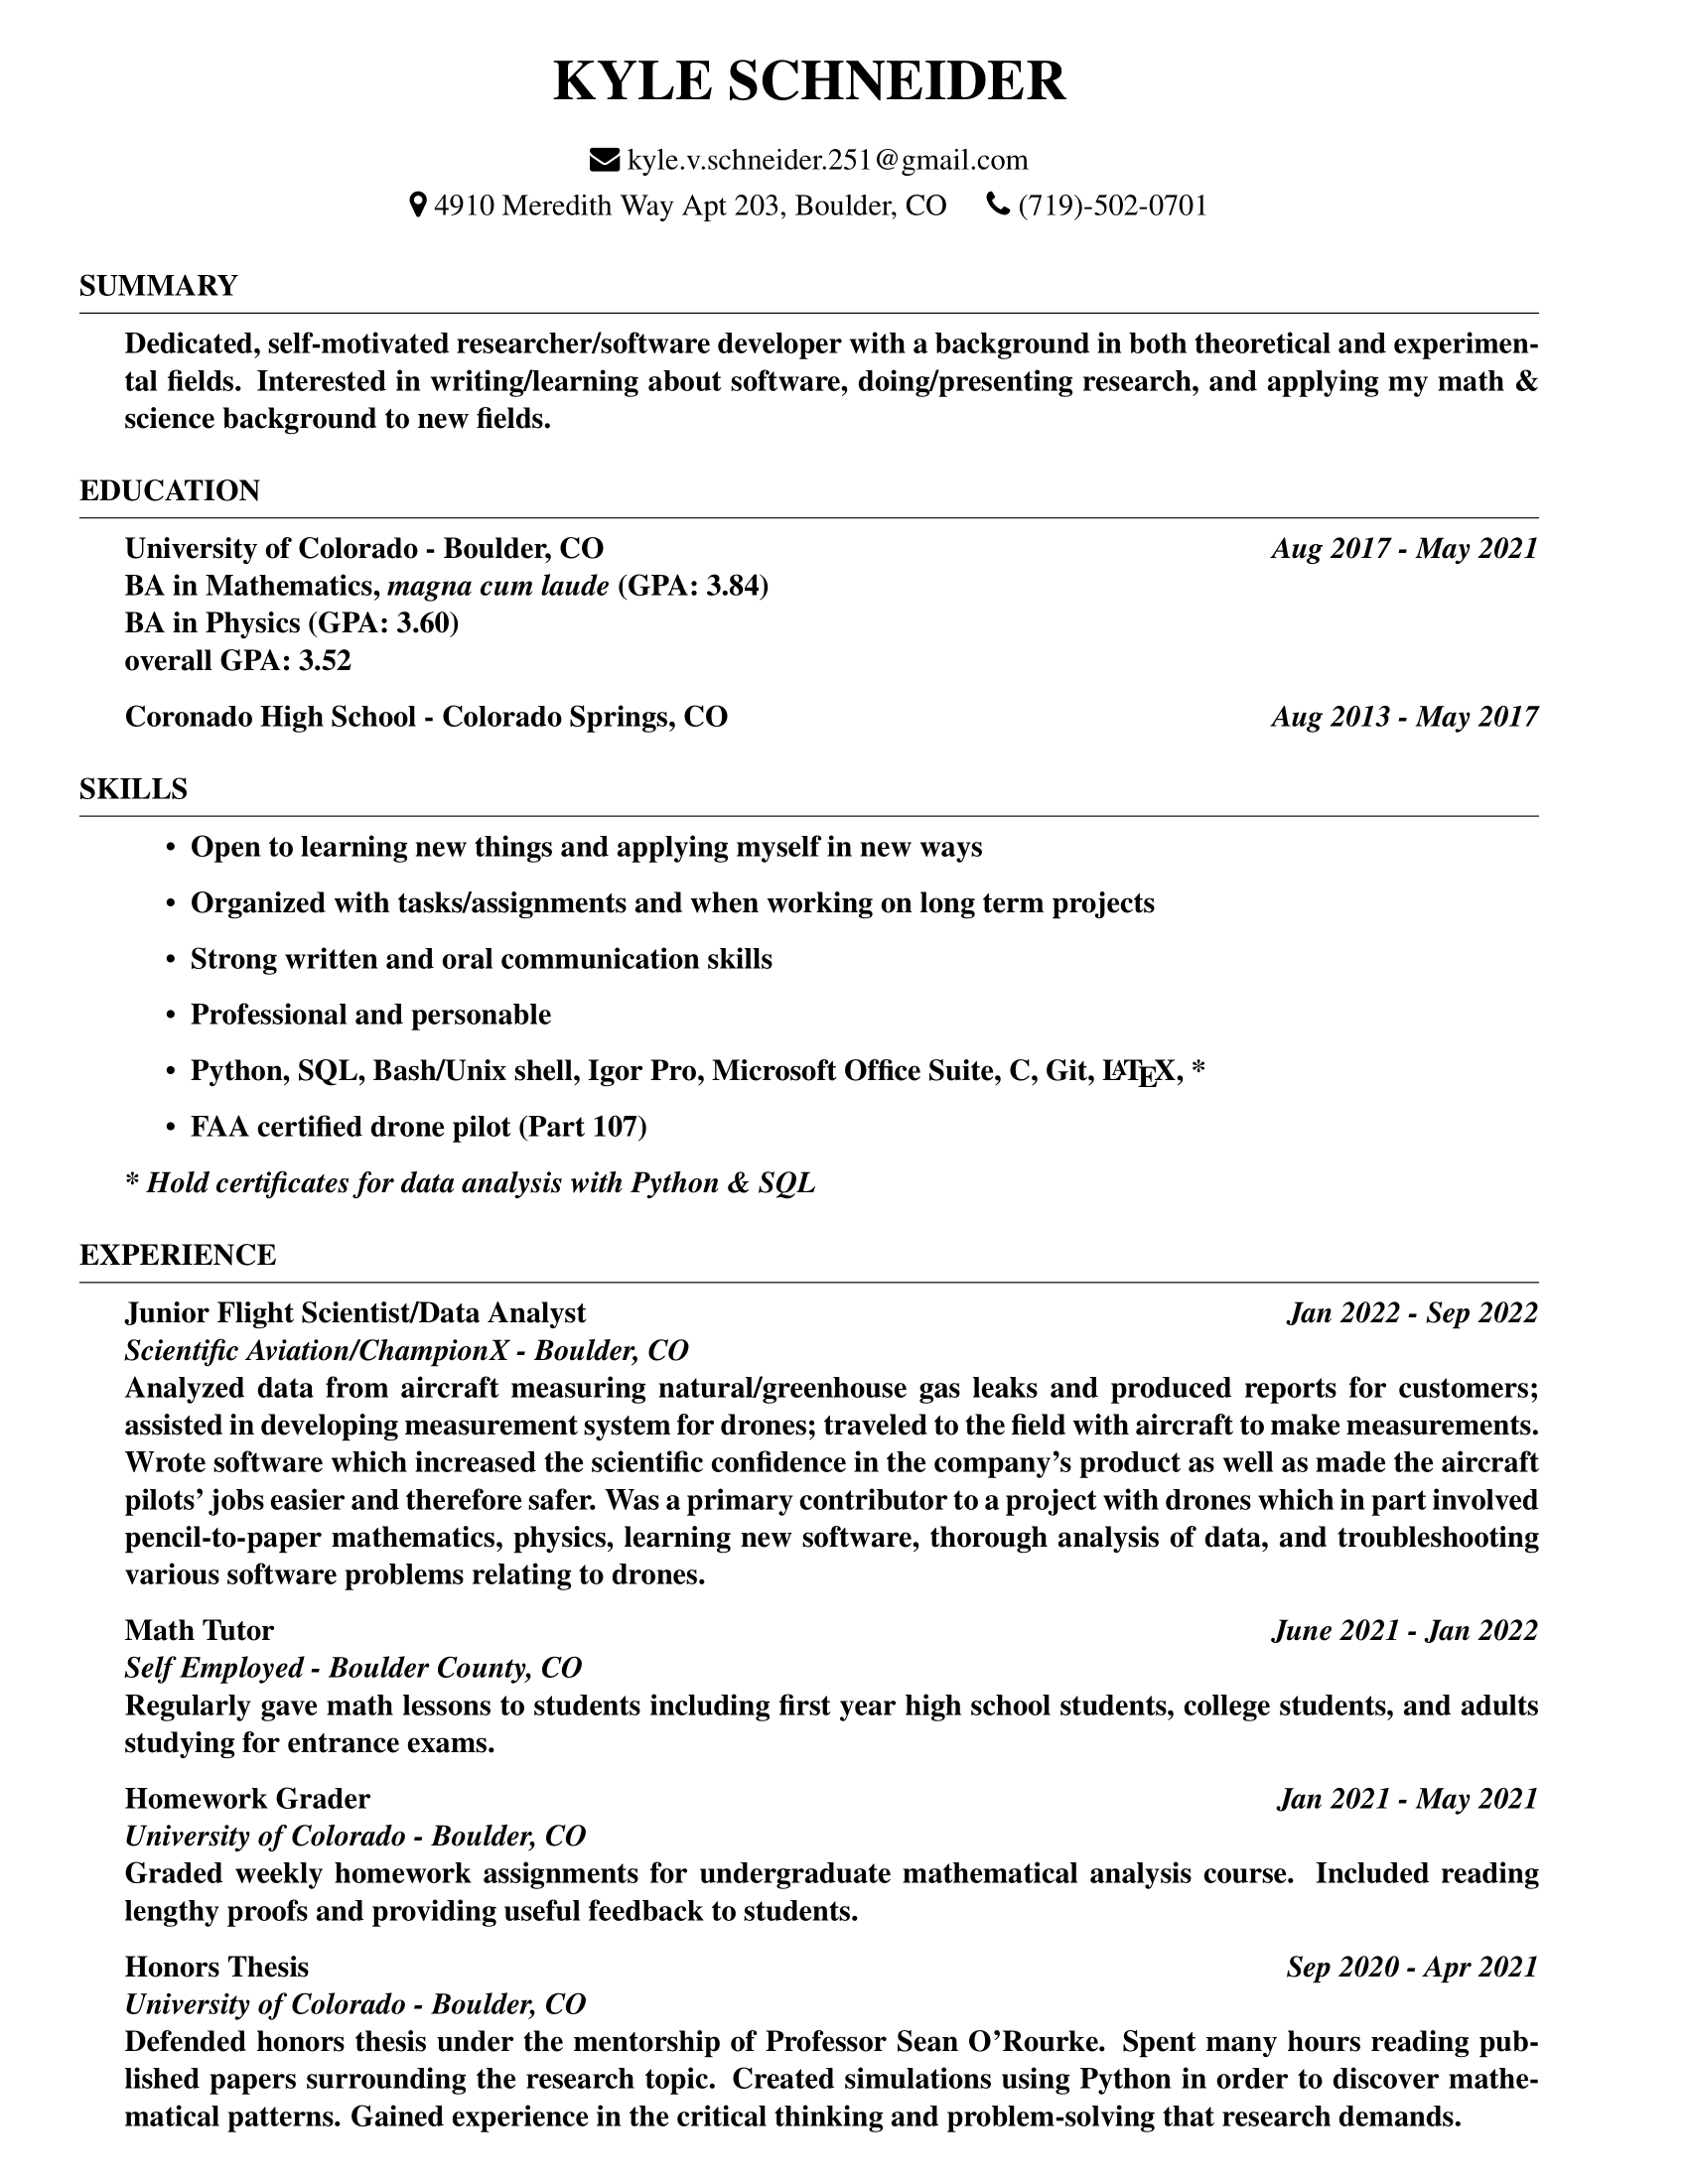 KYLE SCHNEIDER
kyle.v.schneider.251@gmail.com
4910 Meredith Way Apt 203, Boulder, CO (719)-502-0701
SUMMARY
Dedicated, self-motivated researcher/software developer with a background in both theoretical and experimen-
tal fields. Interested in writing/learning about software, doing/presenting research, and applying my math &
science background to new fields.
EDUCATION
University of Colorado - Boulder, CO Aug 2017 - May 2021
BA in Mathematics, magna cum laude (GPA: 3.84)
BA in Physics (GPA: 3.60)
overall GPA: 3.52
Coronado High School - Colorado Springs, CO Aug 2013 - May 2017
SKILLS
• Open to learning new things and applying myself in new ways
• Organized with tasks/assignments and when working on long term projects
• Strong written and oral communication skills
• Professional and personable
• Python, SQL, Bash/Unix shell, Igor Pro, Microsoft Office Suite, C, Git, LATEX, *
• FAA certified drone pilot (Part 107)
* Hold certificates for data analysis with Python & SQL
EXPERIENCE
Junior Flight Scientist/Data Analyst Jan 2022 - Sep 2022
Scientific Aviation/ChampionX - Boulder, CO
Analyzed data from aircraft measuring natural/greenhouse gas leaks and produced reports for customers;
assisted in developing measurement system for drones; traveled to the field with aircraft to make measurements.
Wrote software which increased the scientific confidence in the company's product as well as made the aircraft
pilots' jobs easier and therefore safer. Was a primary contributor to a project with drones which in part involved
pencil-to-paper mathematics, physics, learning new software, thorough analysis of data, and troubleshooting
various software problems relating to drones.
Math Tutor June 2021 - Jan 2022
Self Employed - Boulder County, CO
Regularly gave math lessons to students including first year high school students, college students, and adults
studying for entrance exams.
Homework Grader Jan 2021 - May 2021
University of Colorado - Boulder, CO
Graded weekly homework assignments for undergraduate mathematical analysis course. Included reading
lengthy proofs and providing useful feedback to students.
Honors Thesis Sep 2020 - Apr 2021
University of Colorado - Boulder, CO
Defended honors thesis under the mentorship of Professor Sean O'Rourke. Spent many hours reading pub-
lished papers surrounding the research topic. Created simulations using Python in order to discover mathe-
matical patterns. Gained experience in the critical thinking and problem-solving that research demands.